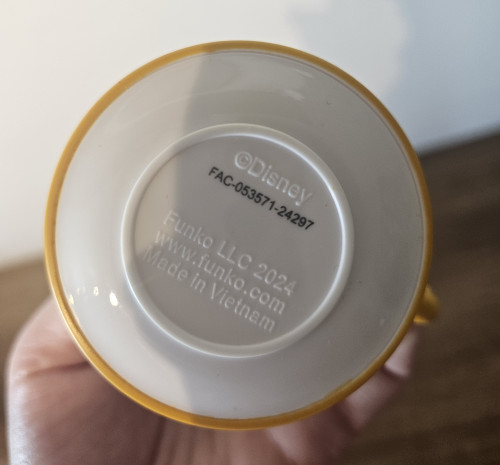 ©Disney
FAC-053571-24297
Funko LLC 2024
www.funko.com
Made in Vietnam